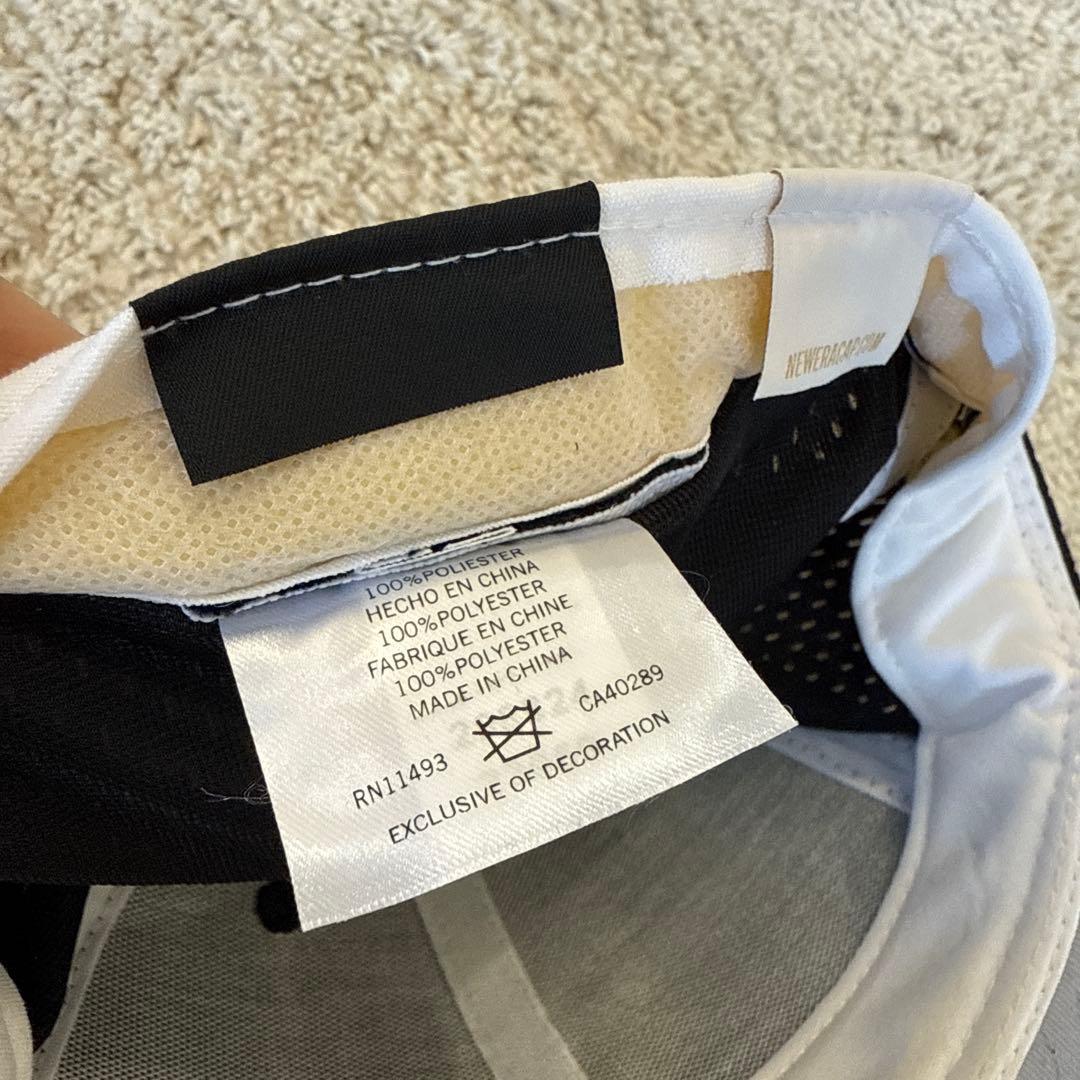 NEWERACAP.COM
100%POLIESTER
HECHO EN CHINA
100%POLYESTER
FABRIQUE EN CHINE
100%POLYESTER
MADE IN CHINA
RN11493 CA40289
EXCLUSIVE OF DECORATION